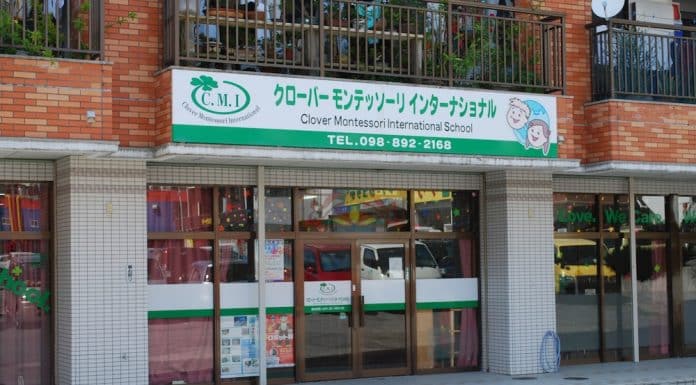 C.M.I
Clover Montessori International
クローバー モンテッソーリ インターナショナル
Clover Montessori International School
TEL.098-892-2168
Love. We Care.